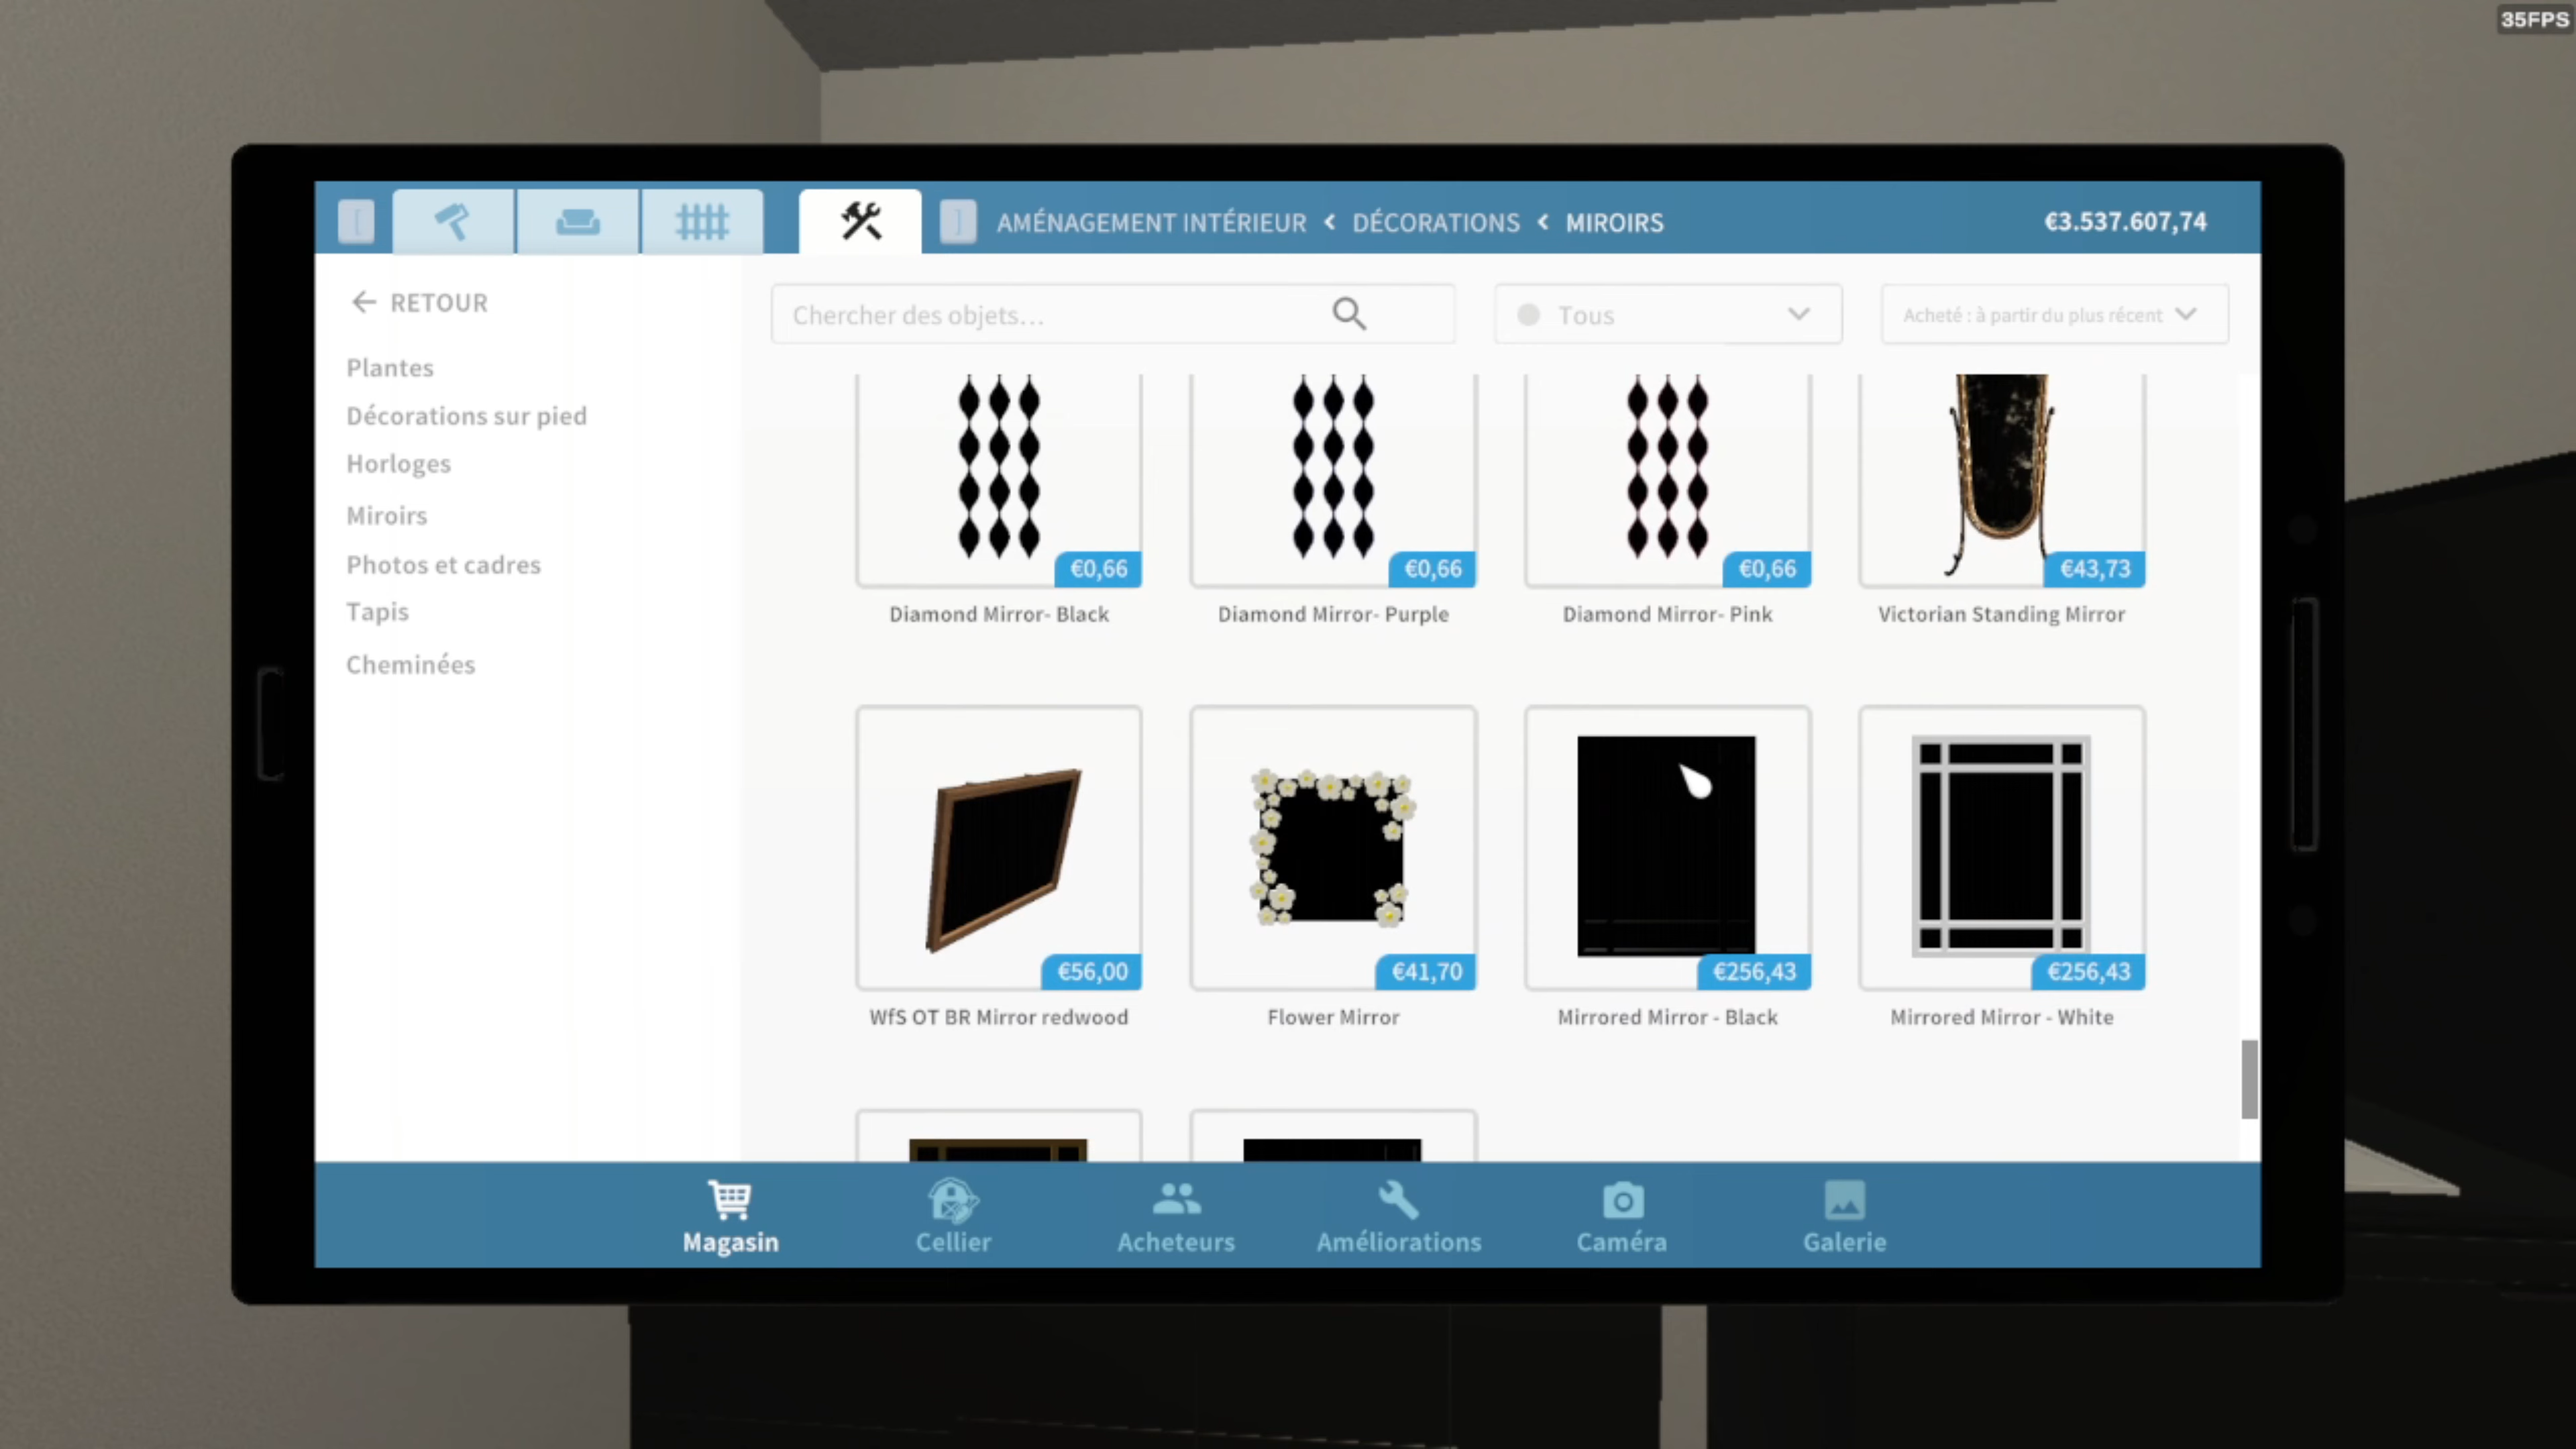 35FPS
[
]
AMÉNAGEMENT INTÉRIEUR < DÉCORATIONS < MIROIRS
€3.537.607,74
RETOUR
Plantes
Décorations sur pied
Horloges
Miroirs
Photos et cadres
Tapis
Cheminées
Chercher des objets...
Tous
Acheté : à partir du plus récent
€0,66
€0,66
€0,66
€43,73
Diamond Mirror- Black
Diamond Mirror- Purple
Diamond Mirror- Pink
Victorian Standing Mirror
€56,00
€41,70
€256,43
€256,43
WfS OT BR Mirror redwood
Flower Mirror
Mirrored Mirror - Black
Mirrored Mirror - White
Magasin
Cellier
Acheteurs
Améliorations
Caméra
Galerie